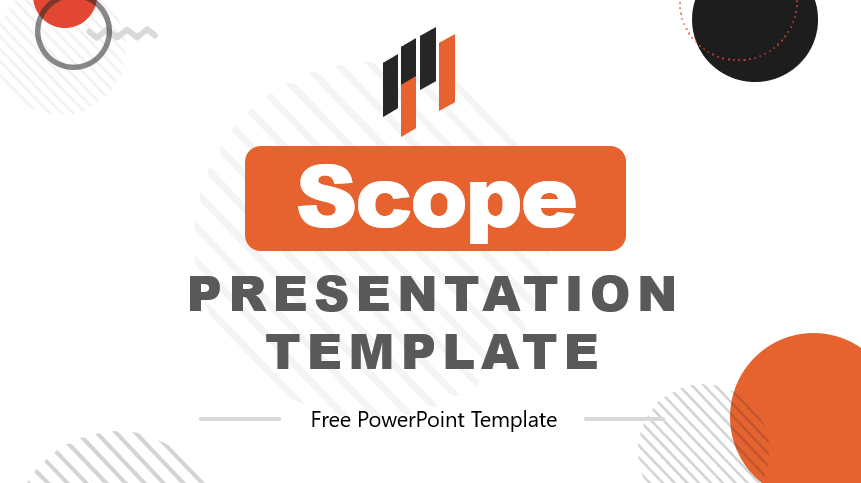 Scope
PRESENTATION
TEMPLATE
Free PowerPoint Template